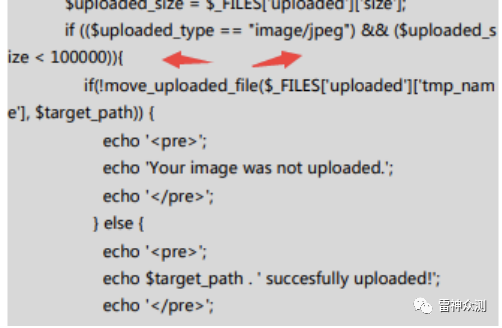 $uploaded_size = $_FILES['uploaded']['size'];
if (($uploaded_type == "image/jpeg") && ($uploaded_s
ize < 100000)){
if(!move_uploaded_file($_FILES['uploaded']['tmp_nam
e'], $target_path)) {
echo '<pre>';
echo 'Your image was not uploaded.';
echo '</pre>';
} else {
echo '<pre>';
echo $target_path . ' succesfully uploaded!';
echo '</pre>';
雷神众测